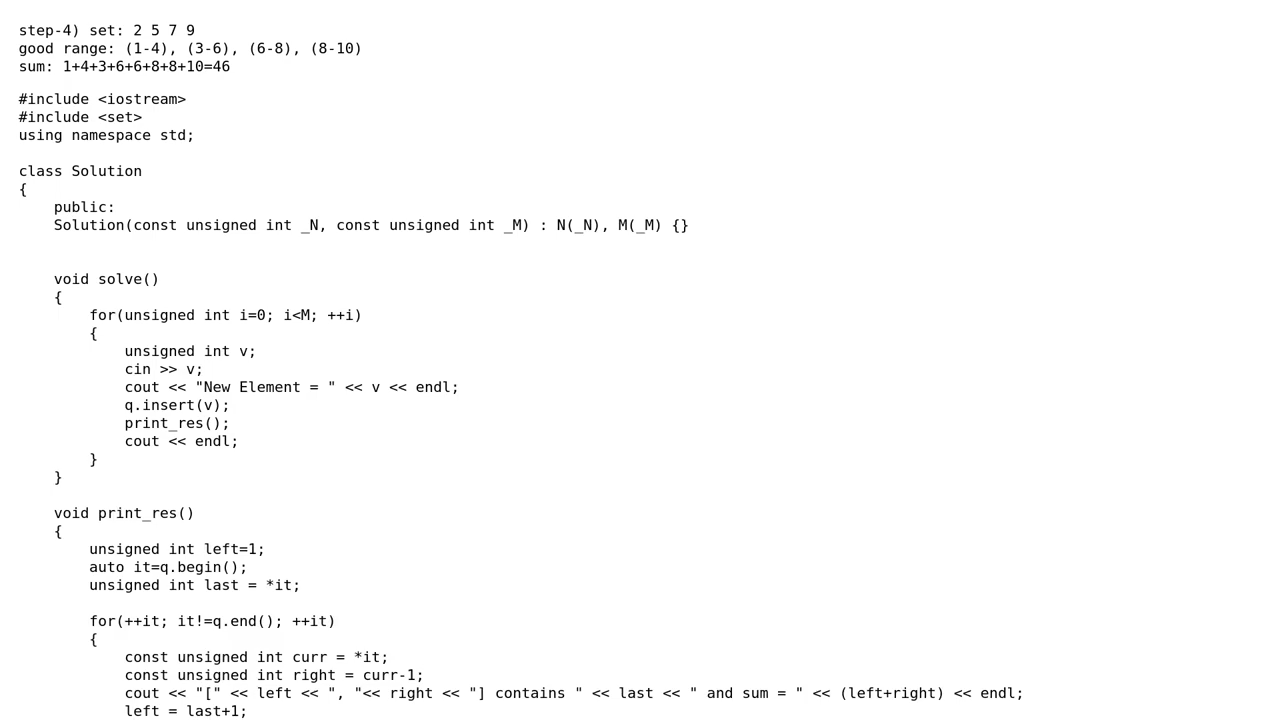 step-4) set: 2 5 7 9
good range: (1-4), (3-6), (6-8), (8-10)
sum: 1+4+3+6+6+8+8+10=46
#include <iostream>
#include <set>
using namespace std;
class Solution
{
    public:
    Solution(const unsigned int _N, const unsigned int _M) : N(_N), M(_M) {}
    void solve()
    {
        for(unsigned int i=0; i<M; ++i)
        {
            unsigned int v;
            cin >> v;
            cout << "New Element = " << v << endl;
            q.insert(v);
            print_res();
            cout << endl;
        }
    }
    void print_res()
    {
        unsigned int left=1;
        auto it=q.begin();
        unsigned int last = *it;
        for(++it; it!=q.end(); ++it)
        {
            const unsigned int curr = *it;
            const unsigned int right = curr-1;
            cout << "[" << left << ", "<< right << "] contains " << last << " and sum = " << (left+right) << endl;
            left = last+1;